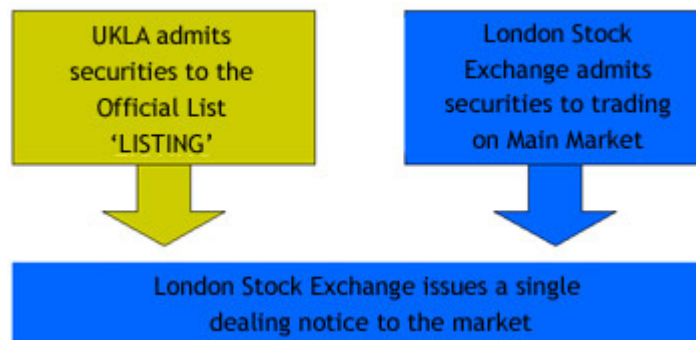 UKLA admits
securities to the
Official List
‘LISTING’
London Stock
Exchange admits
securities to trading
on Main Market
London Stock Exchange issues a single
dealing notice to the market